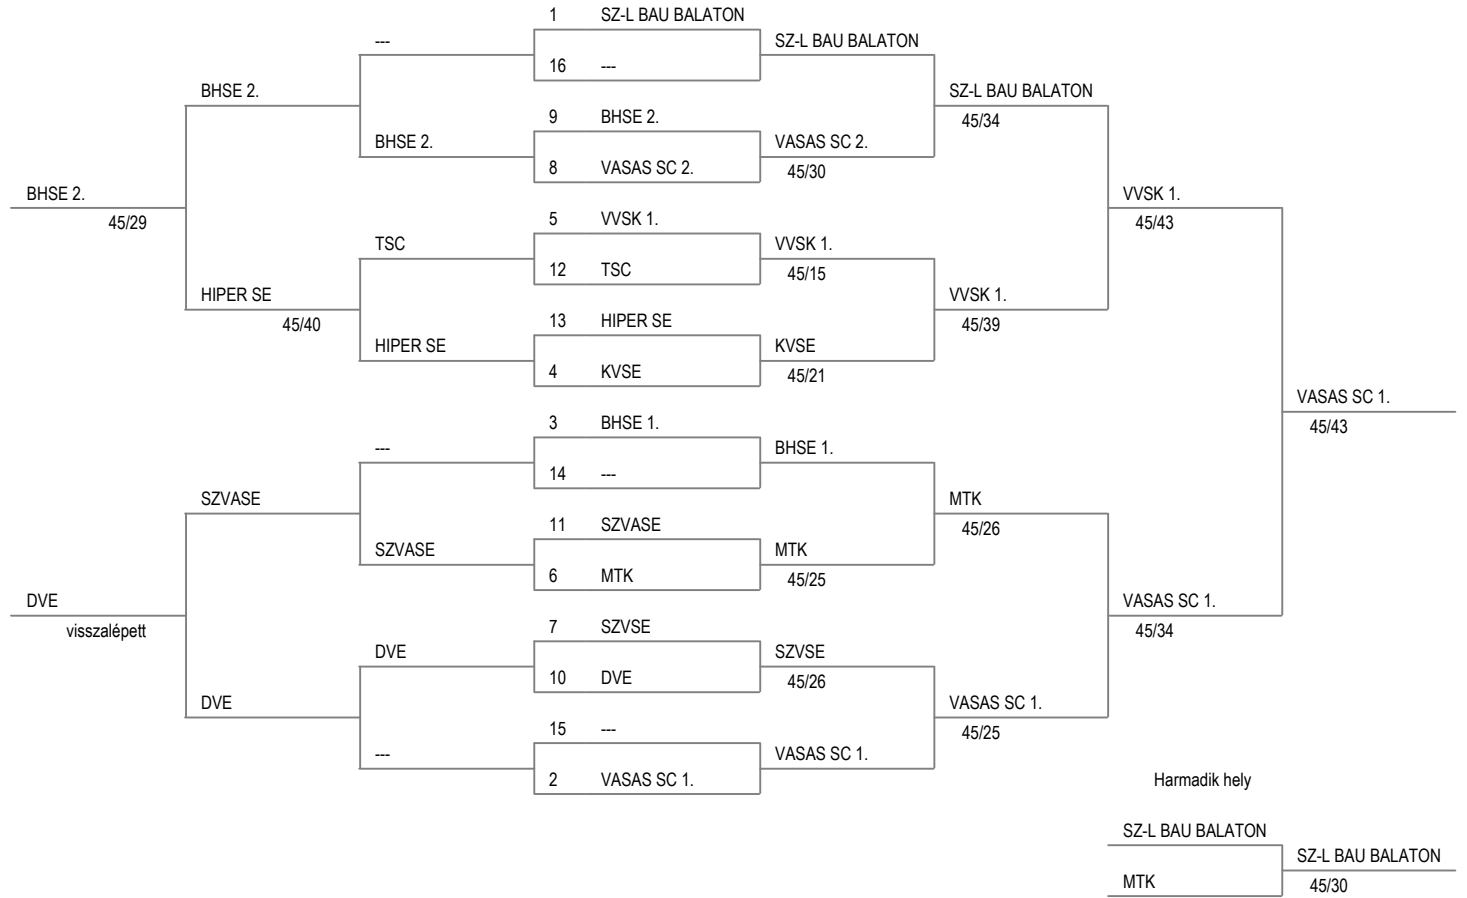 1 SZ-L BAU BALATON
--- SZ-L BAU BALATON
16 ---
BHSE 2. SZ-L BAU BALATON
9 BHSE 2. 45/34
BHSE 2. VASAS SC 2.
8 VASAS SC 2. 45/30
BHSE 2. VVSK 1.
45/29 5 VVSK 1. 45/43
TSC VVSK 1.
12 TSC 45/15
HIPER SE VVSK 1.
45/40 13 HIPER SE 45/39
HIPER SE KVSE
4 KVSE 45/21
VASAS SC 1.
3 BHSE 1. 45/43
--- BHSE 1.
14 ---
SZVASE MTK
11 SZVASE 45/26
SZVASE MTK
6 MTK 45/25
DVE VASAS SC 1.
visszalépett 7 SZVSE 45/34
DVE SZVSE
10 DVE 45/26
DVE VASAS SC 1.
15 --- 45/25
--- VASAS SC 1.
2 VASAS SC 1.
Harmadik hely
SZ-L BAU BALATON
SZ-L BAU BALATON
MTK 45/30